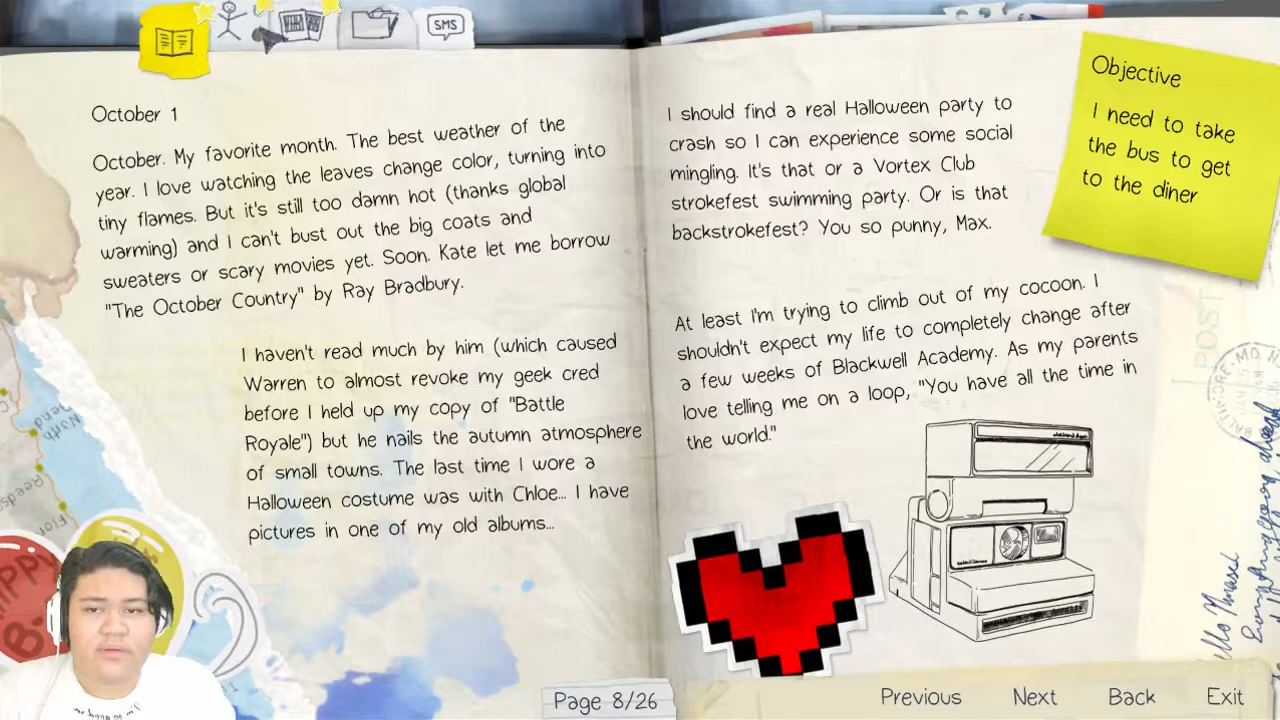 SMS
October 1
October. My favorite month. The best weather of the
year. I love watching the leaves change color, turning into
tiny flames. But it's still too damn hot (thanks global
warming) and I can't bust out the big coats and
sweaters or scary movies yet. Soon. Kate let me borrow
"The October Country" by Ray Bradbury.
I haven't read much by him (which caused
Warren to almost revoke my geek cred
before I held up my copy of "Battle
Royale") but he nails the autumn atmosphere
of small towns. The last time I wore a
Halloween costume was with Chloe... I have
pictures in one of my old albums...
I should find a real Halloween party to
crash so I can experience some social
mingling. It's that or a Vortex Club
strokefest swimming party. Or is that
backstrokefest? You so punny, Max.
At least I'm trying to climb out of my cocoon. I
shouldn't expect my life to completely change after
a few weeks of Blackwell Academy. As my parents
love telling me on a loop, "You have all the time in
the world."
Objective
I need to take
the bus to get
to the diner
POST
North
Bend
Page 8/26
Previous
Next
Back
Exit